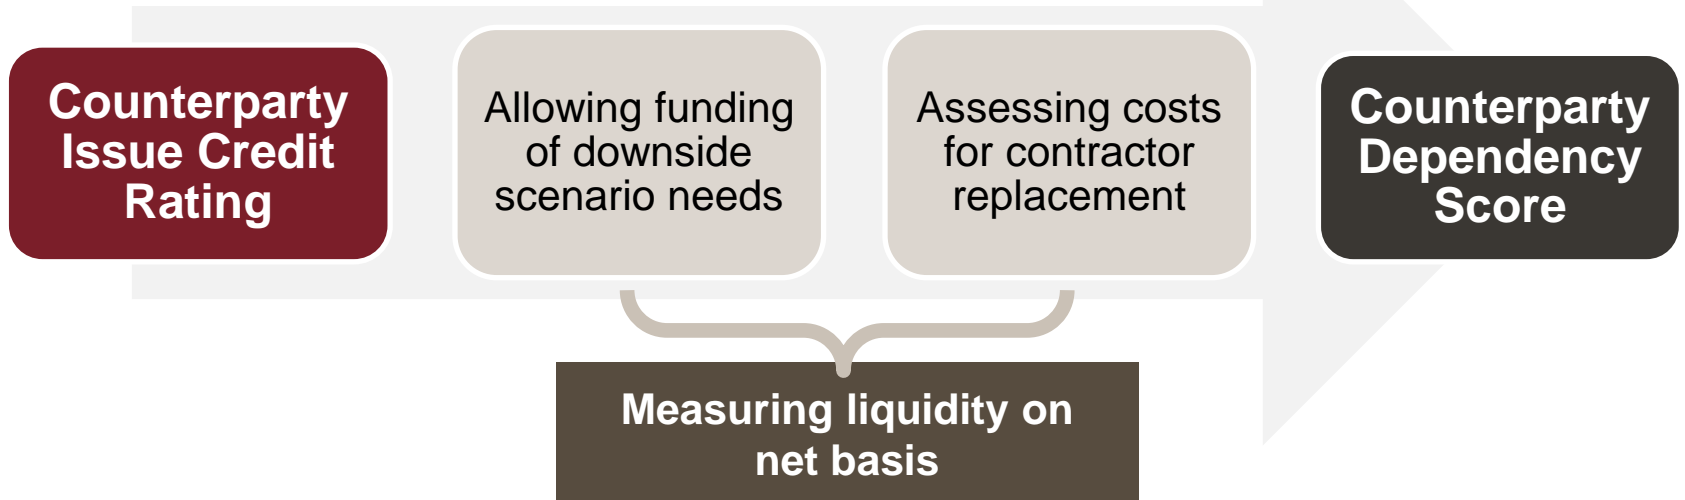 Counterparty
Issue Credit
Rating
Allowing funding
of downside
scenario needs
Assessing costs
for contractor
replacement
Counterparty
Dependency
Score
Measuring liquidity on
net basis